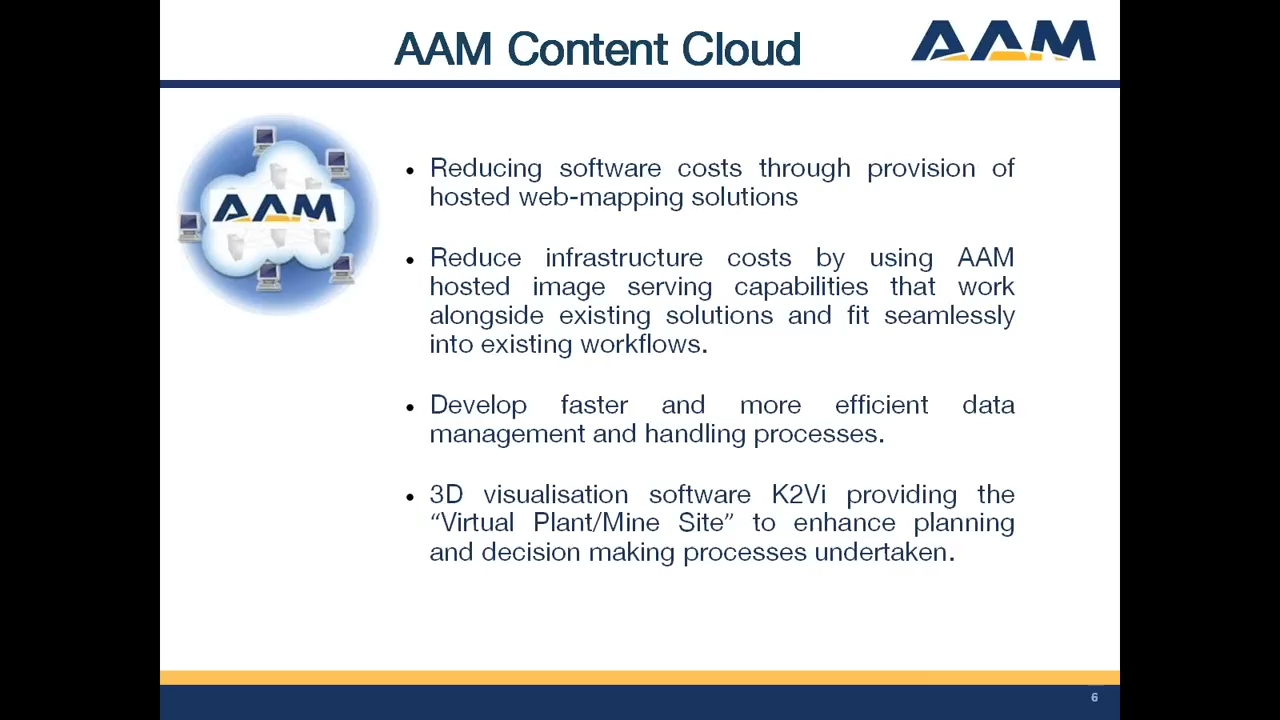 AAM Content Cloud
AAM
AAM
• Reducing software costs through provision of
hosted web-mapping solutions
• Reduce infrastructure costs by using AAM
hosted image serving capabilities that work
alongside existing solutions and fit seamlessly
into existing workflows.
• Develop faster and more efficient data
management and handling processes.
• 3D visualisation software K2Vi providing the
“Virtual Plant/Mine Site” to enhance planning
and decision making processes undertaken.
6